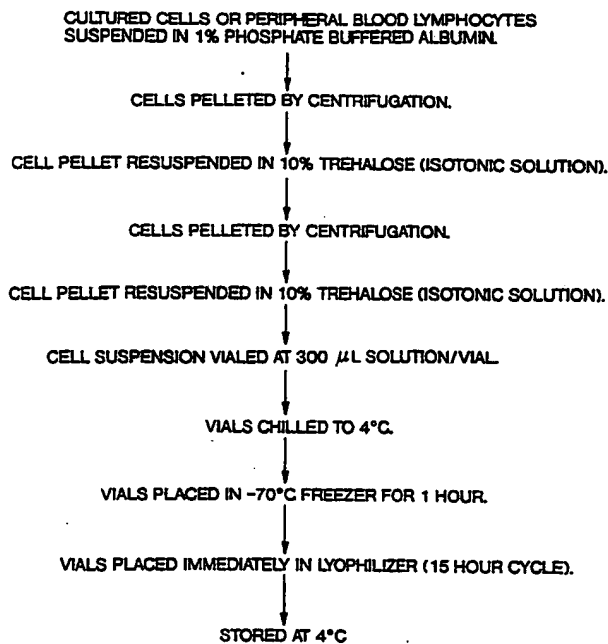 CULTURED CELLS OR PERIPHERAL BLOOD LYMPHOCYTES
SUSPENDED IN 1% PHOSPHATE BUFFERED ALBUMIN.
CELLS PELLETED BY CENTRIFUGATION.
CELL PELLET RESUSPENDED IN 10% TREHALOSE (ISOTONIC SOLUTION).
CELLS PELLETED BY CENTRIFUGATION.
CELL PELLET RESUSPENDED IN 10% TREHALOSE (ISOTONIC SOLUTION).
CELL SUSPENSION VIALED AT 300 μL SOLUTION/VIAL.
VIALS CHILLED TO 4°C.
VIALS PLACED IN -70°C FREEZER FOR 1 HOUR.
VIALS PLACED IMMEDIATELY IN LYOPHILIZER (15 HOUR CYCLE).
STORED AT 4°C